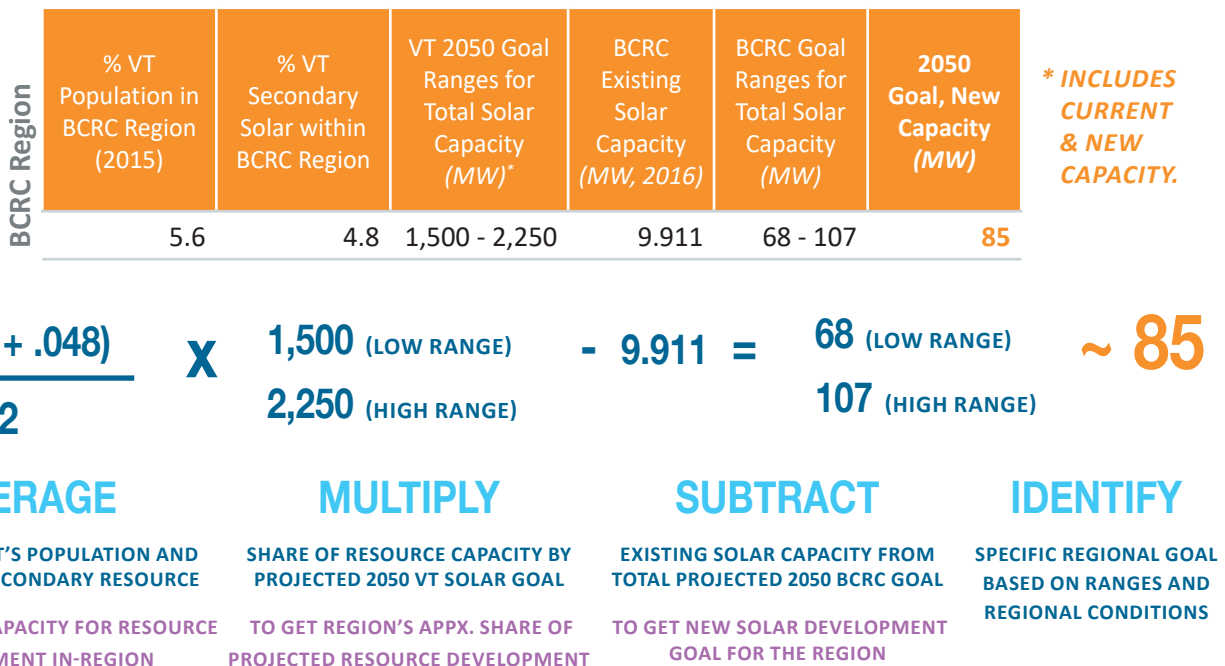 BCRC Region
% VT
Population in
BCRC Region
(2015)
% VT
Secondary
Solar within
BCRC Region
VT 2050 Goal
Ranges for
Total Solar
Capacity
(MW)*
BCRC
Existing
Solar
Capacity
(MW, 2016)
BCRC Goal
Ranges for
Total Solar
Capacity
(MW)
2050
Goal, New
Capacity
(MW)
* INCLUDES
CURRENT
& NEW
CAPACITY.
5.6 4.8 1,500 - 2,250 9.911 68 - 107 85
+ .048)
2
x
1,500 (LOW RANGE)
2,250 (HIGH RANGE)
- 9.911 =
68 (LOW RANGE)
107 (HIGH RANGE)
~ 85
ERAGE
T'S POPULATION AND
CONDARY RESOURCE
APACITY FOR RESOURCE
MENT IN-REGION
MULTIPLY
SHARE OF RESOURCE CAPACITY BY
PROJECTED 2050 VT SOLAR GOAL
TO GET REGION'S APPX. SHARE OF
PROJECTED RESOURCE DEVELOPMENT
SUBTRACT
EXISTING SOLAR CAPACITY FROM
TOTAL PROJECTED 2050 BCRC GOAL
TO GET NEW SOLAR DEVELOPMENT
GOAL FOR THE REGION
IDENTIFY
SPECIFIC REGIONAL GOAL
BASED ON RANGES AND
REGIONAL CONDITIONS